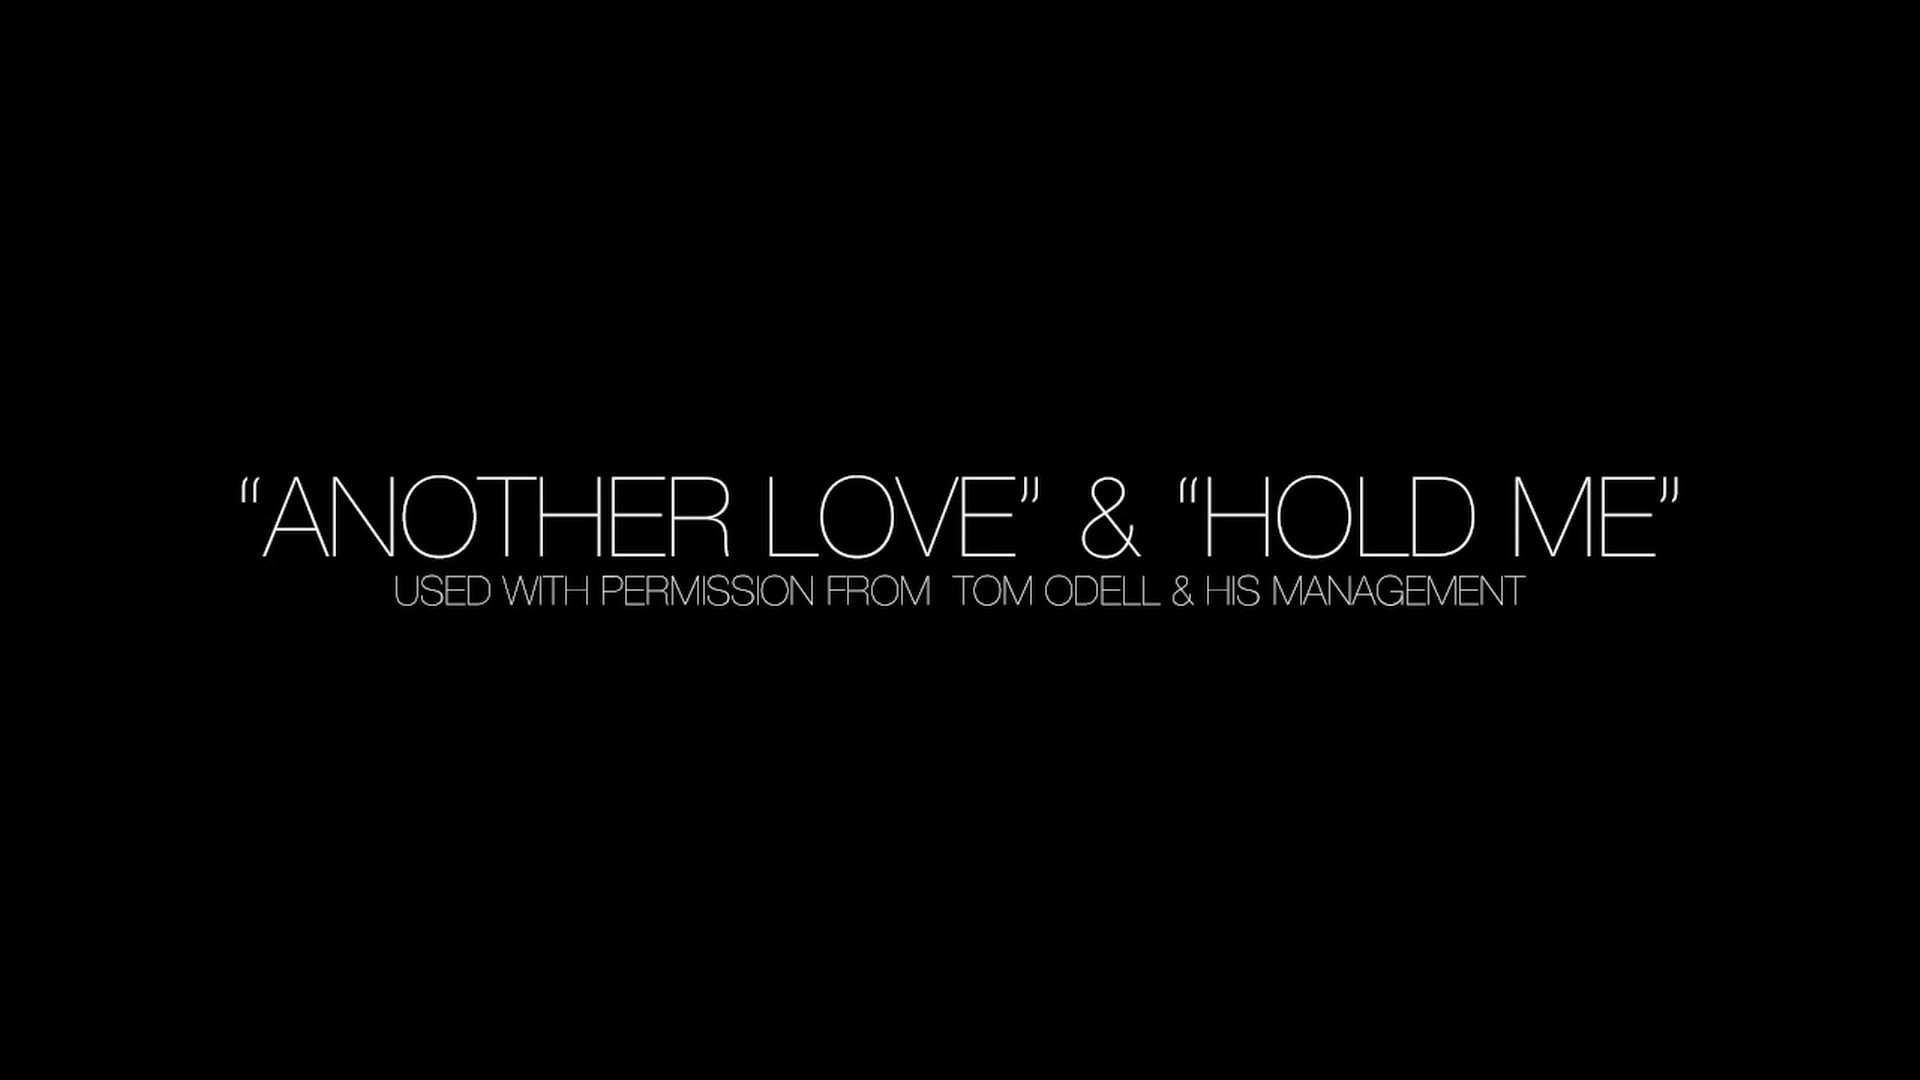 “ANOTHER LOVE” & “HOLD ME”
USED WITH PERMISSION FROM  TOM ODELL & HIS MANAGEMENT